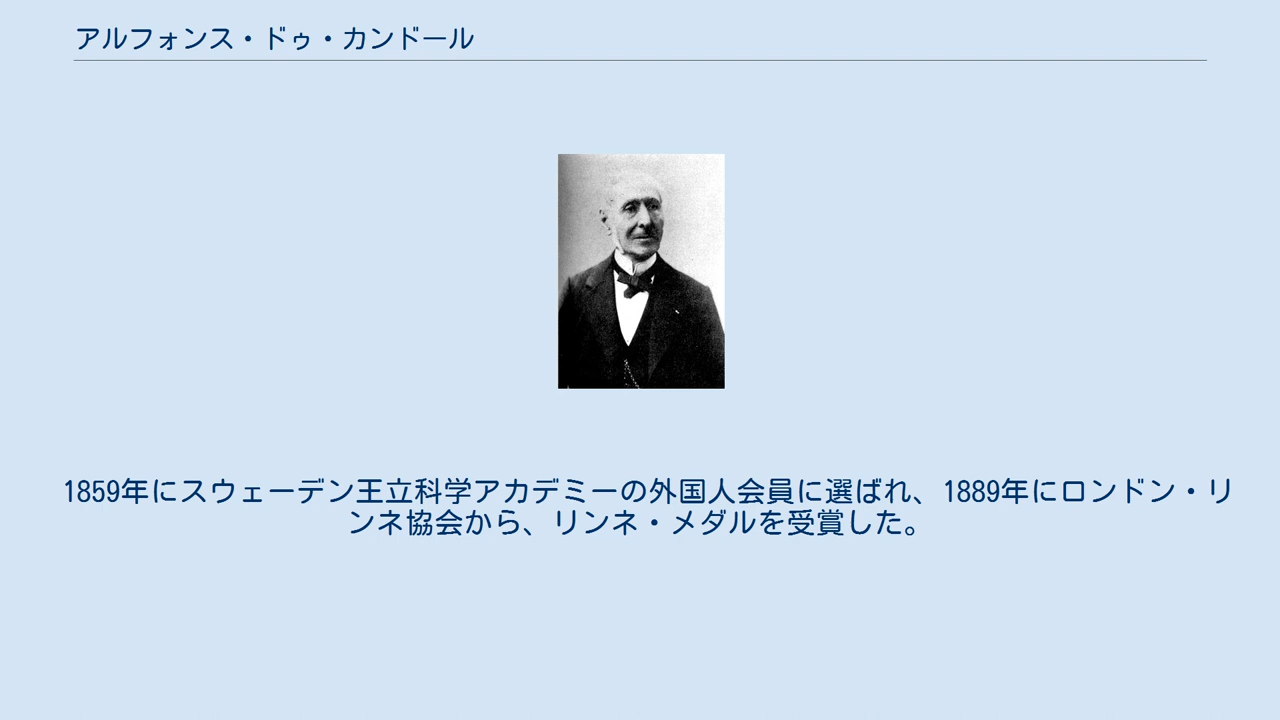 アルフォンス・ドゥ・カンドール
1859年にスウェーデン王立科学アカデミーの外国人会員に選ばれ、1889年にロンドン・リ
ンネ協会から、リンネ・メダルを受賞した。